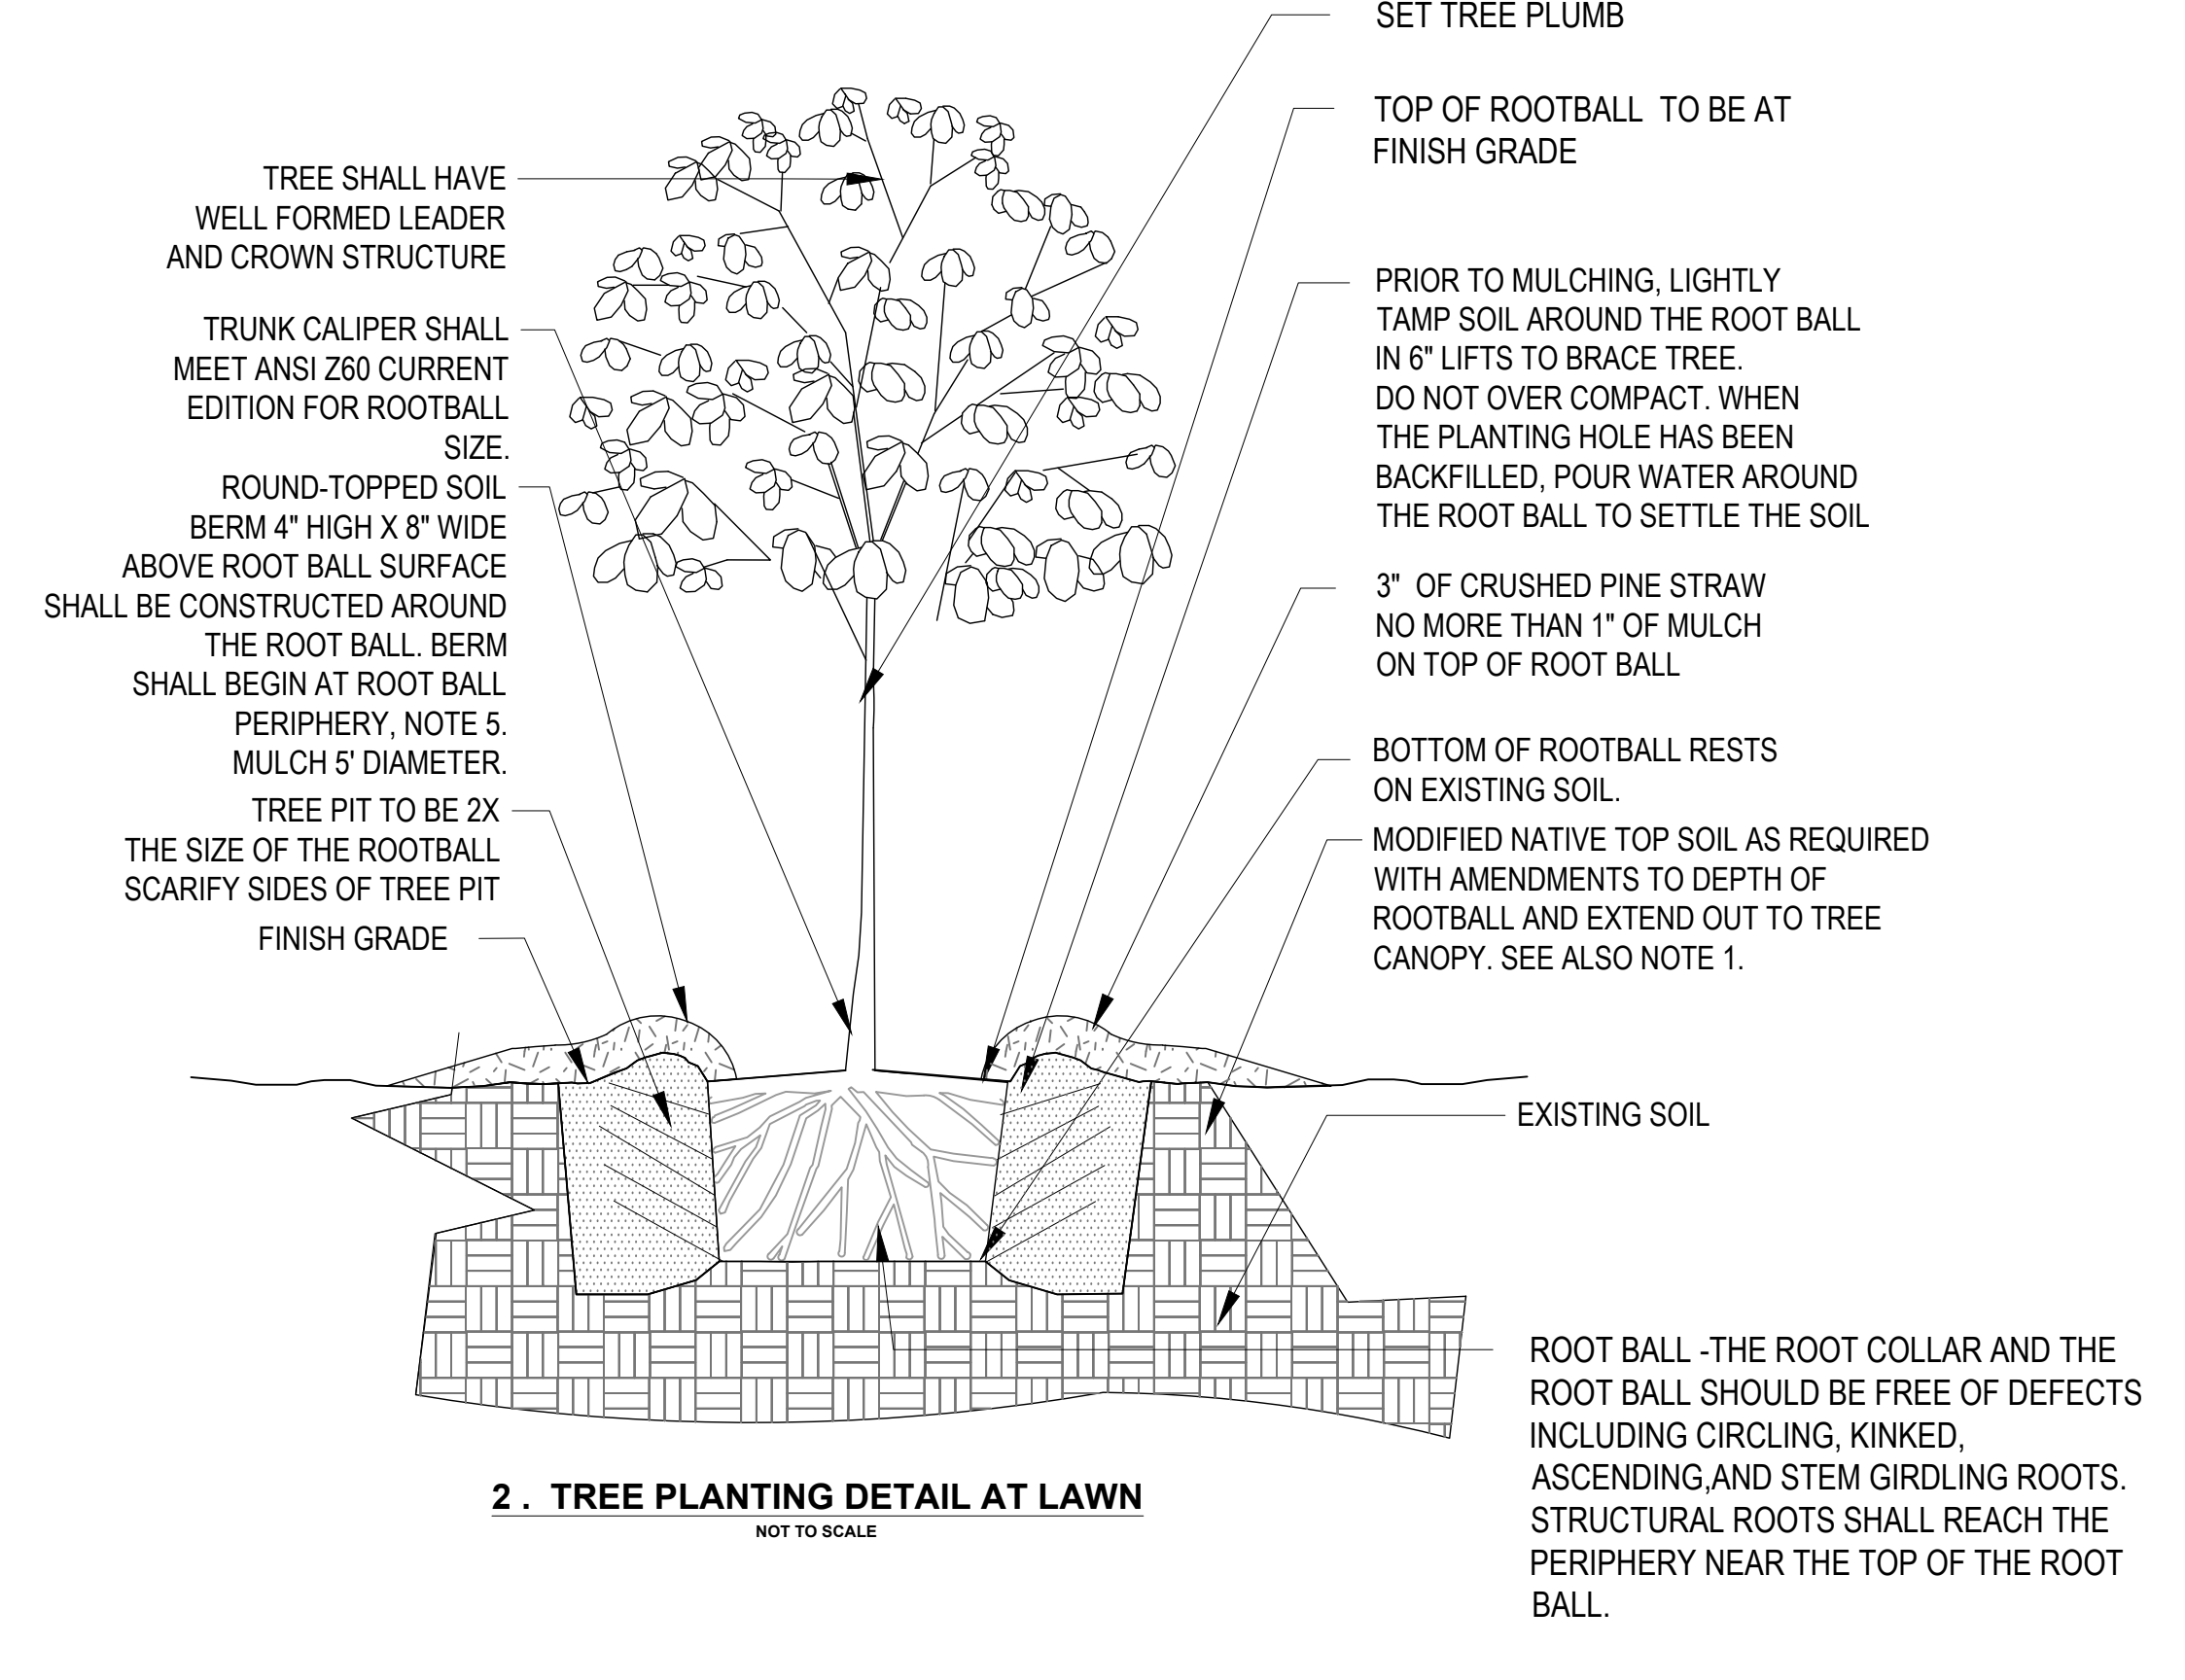 SET TREE PLUMB
TOP OF ROOTBALL  TO BE AT
FINISH GRADE
TREE SHALL HAVE
WELL FORMED LEADER
AND CROWN STRUCTURE
PRIOR TO MULCHING, LIGHTLY
TAMP SOIL AROUND THE ROOT BALL
IN 6" LIFTS TO BRACE TREE.
DO NOT OVER COMPACT. WHEN
THE PLANTING HOLE HAS BEEN
BACKFILLED, POUR WATER AROUND
THE ROOT BALL TO SETTLE THE SOIL
TRUNK CALIPER SHALL
MEET ANSI Z60 CURRENT
EDITION FOR ROOTBALL
SIZE.
ROUND-TOPPED SOIL
BERM 4" HIGH X 8" WIDE
ABOVE ROOT BALL SURFACE
SHALL BE CONSTRUCTED AROUND
THE ROOT BALL. BERM
SHALL BEGIN AT ROOT BALL
PERIPHERY, NOTE 5.
MULCH 5' DIAMETER.
3"  OF CRUSHED PINE STRAW
NO MORE THAN 1" OF MULCH
ON TOP OF ROOT BALL
BOTTOM OF ROOTBALL RESTS
ON EXISTING SOIL.
TREE PIT TO BE 2X
THE SIZE OF THE ROOTBALL
SCARIFY SIDES OF TREE PIT
MODIFIED NATIVE TOP SOIL AS REQUIRED
WITH AMENDMENTS TO DEPTH OF
ROOTBALL AND EXTEND OUT TO TREE
CANOPY. SEE ALSO NOTE 1.
FINISH GRADE
EXISTING SOIL
ROOT BALL -THE ROOT COLLAR AND THE
ROOT BALL SHOULD BE FREE OF DEFECTS
INCLUDING CIRCLING, KINKED,
ASCENDING,AND STEM GIRDLING ROOTS.
STRUCTURAL ROOTS SHALL REACH THE
PERIPHERY NEAR THE TOP OF THE ROOT
BALL.
2 .  TREE PLANTING DETAIL AT LAWN
NOT TO SCALE